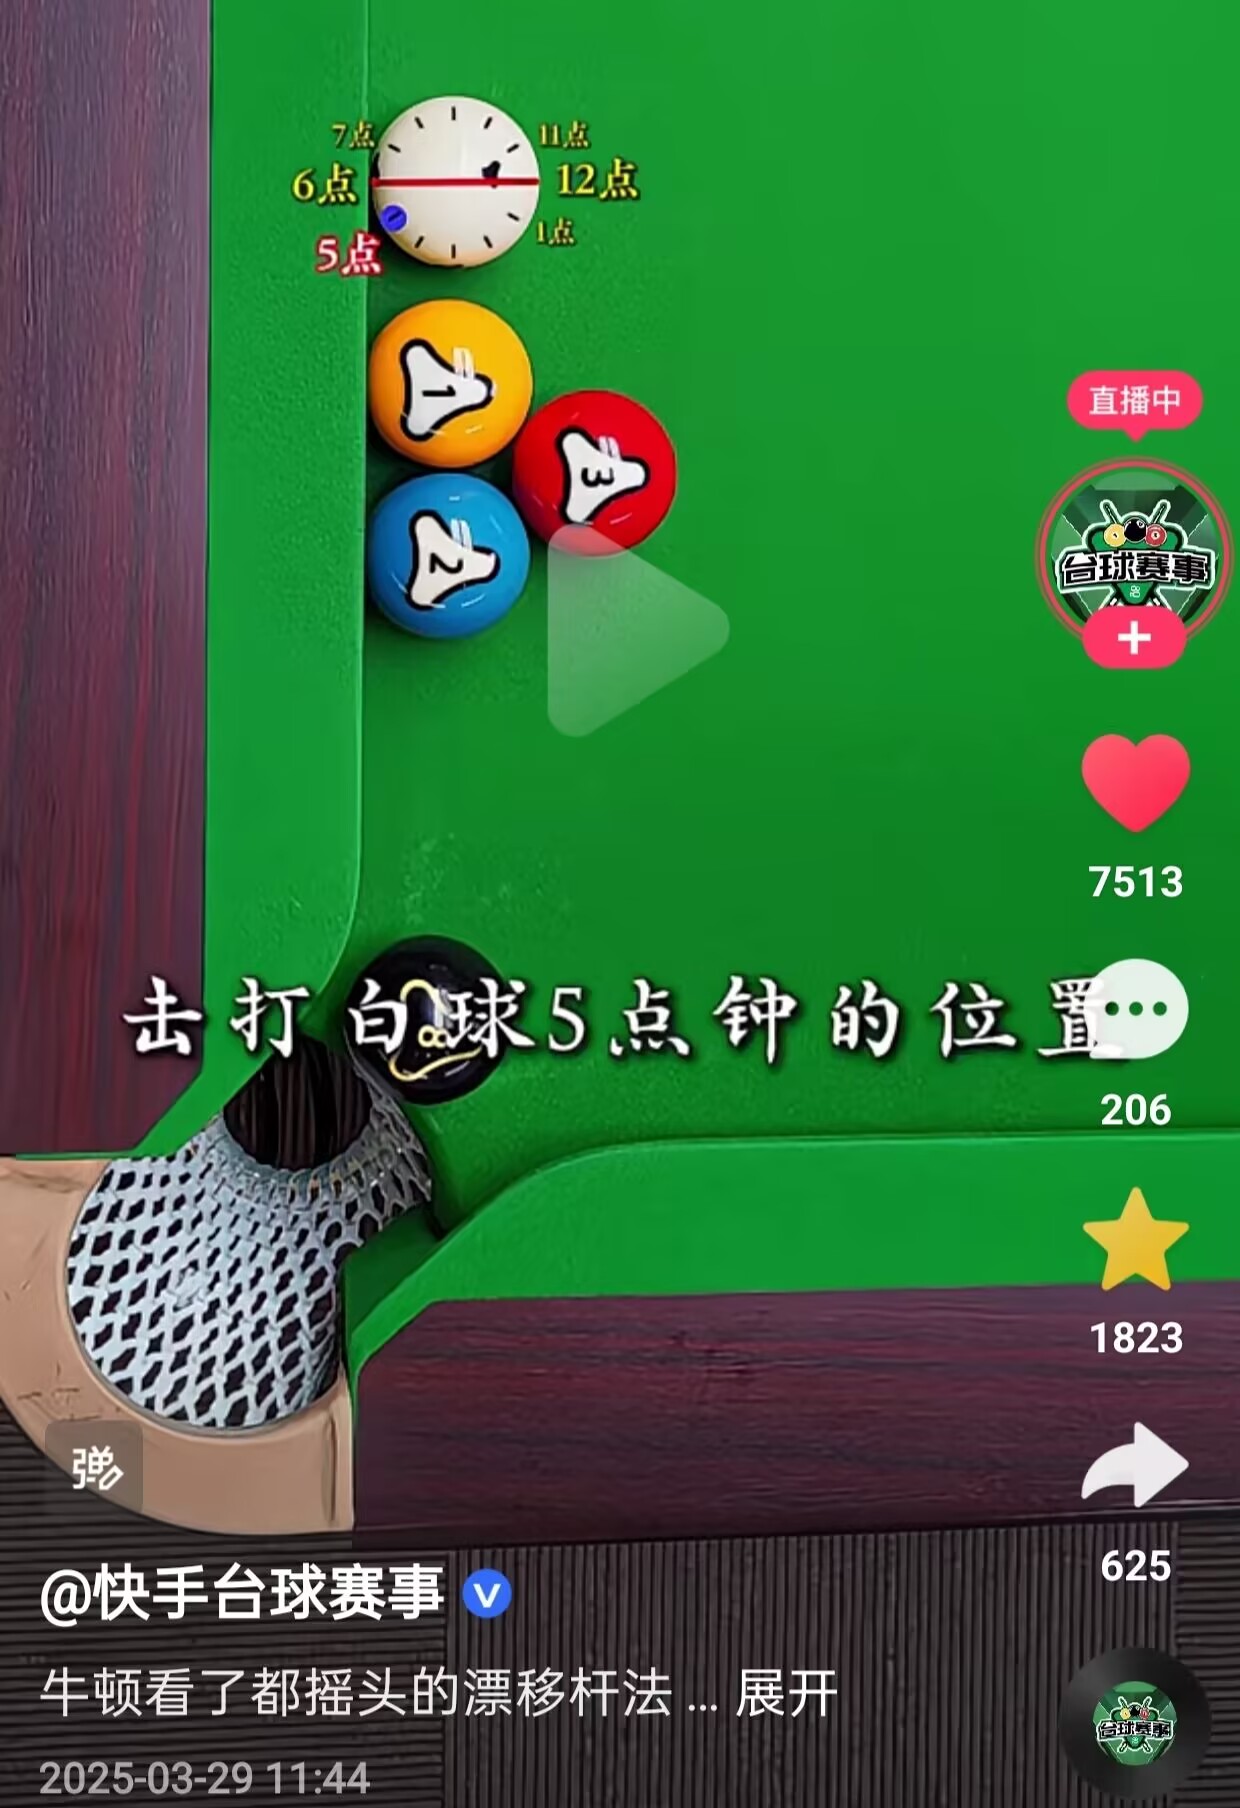 7点
11点
6点
12点
5点
1点
1
3
2
直播中
台球赛事
7513
8
击打白球5点钟的位置
206
1823
弹
625
@快手台球赛事
牛顿看了都摇头的漂移杆法 ... 展开
台球赛事
2025-03-29 11:44